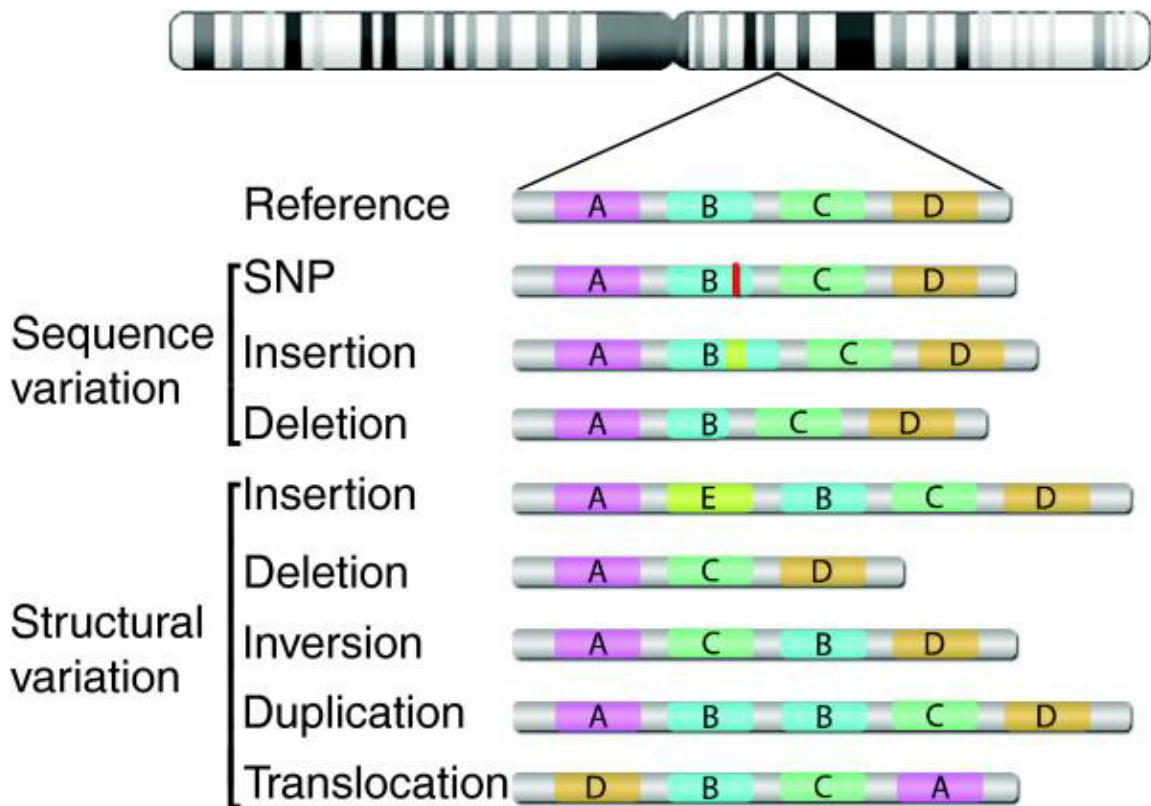 Reference
A B C D
Sequence
variation
SNP
A B C D
Insertion
A B C D
Deletion
A B C D
Structural
variation
Insertion
A E B C D
Deletion
A C D
Inversion
A C B D
Duplication
A B B C D
Translocation
D B C A